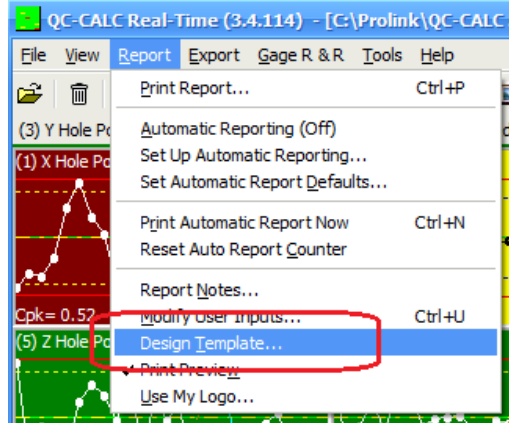 QC-CALC Real-Time (3.4.114) - [C:\Prolink\QC-CALC
File View Report Export Gage R & R Tools Help
Print Report... Ctrl+P
(3) Y Hole Po
Automatic Reporting (Off)
(1) X Hole Po
Set Up Automatic Reporting...
Set Automatic Report Defaults...
Print Automatic Report Now Ctrl+N
Reset Auto Report Counter
Report Notes...
Cpk= 0.52
Modify User Inputs... Ctrl+U
(5) Z Hole Po
Design Template...
Print Preview
Use My Logo...